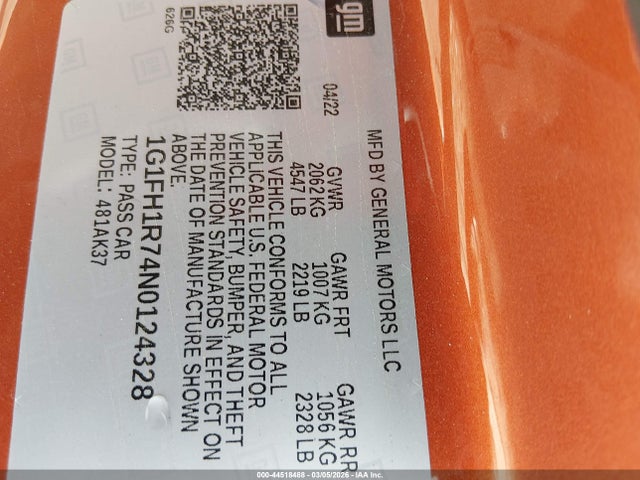 gm
626G
MFD BY GENERAL MOTORS LLC
04/22
GVWR GAWR FRT GAWR RR
2062 KG 1007 KG 1056 KG
4547 LB 2219 LB 2328 LB
THIS VEHICLE CONFORMS TO ALL
APPLICABLE U.S. FEDERAL MOTOR
VEHICLE SAFETY, BUMPER, AND THEFT
PREVENTION STANDARDS IN EFFECT ON
THE DATE OF MANUFACTURE SHOWN
ABOVE.
1G1FH1R74N0124328
TYPE: PASS CAR
MODEL: 481AK37
000-44518468 - 03/05/2026 - IAA Inc.